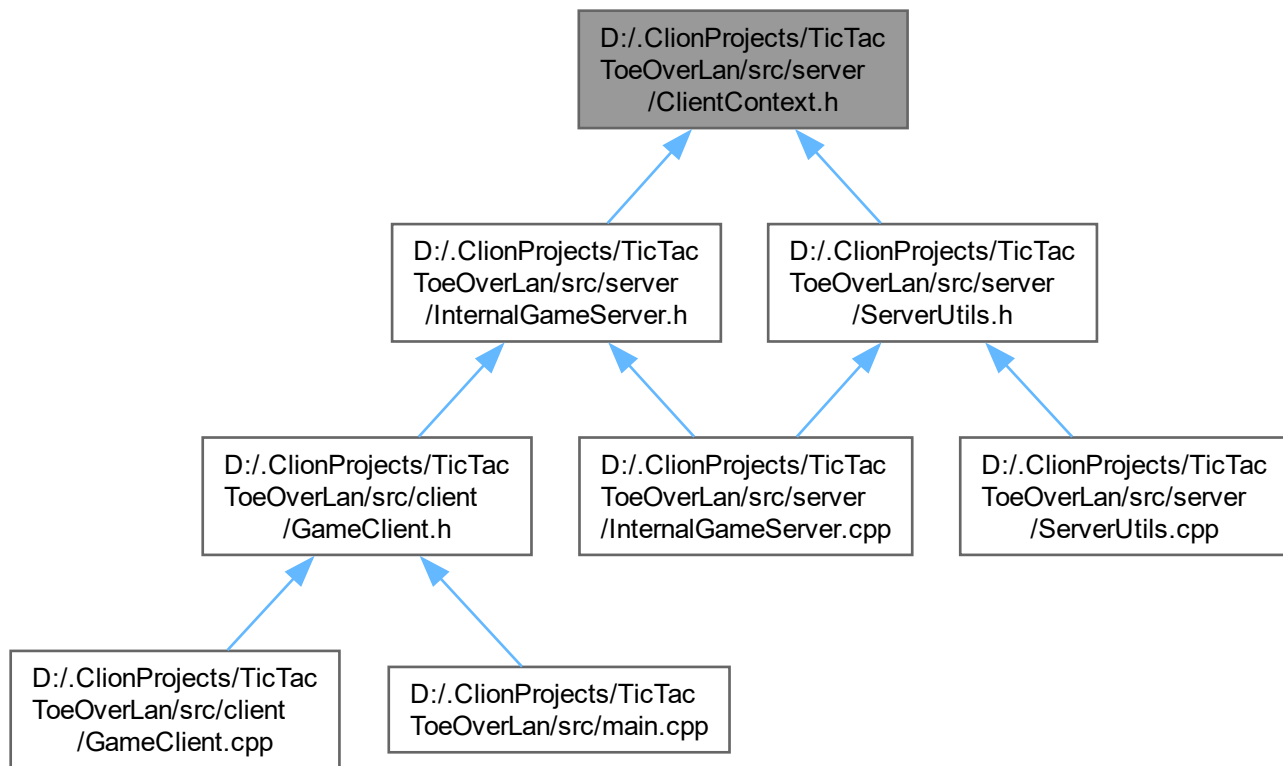 D:/.ClionProjects/TicTac
ToeOverLan/src/server
/ClientContext.h
D:/.ClionProjects/TicTac
ToeOverLan/src/server
/InternalGameServer.h
D:/.ClionProjects/TicTac
ToeOverLan/src/server
/ServerUtils.h
D:/.ClionProjects/TicTac
ToeOverLan/src/client
/GameClient.h
D:/.ClionProjects/TicTac
ToeOverLan/src/server
/InternalGameServer.cpp
D:/.ClionProjects/TicTac
ToeOverLan/src/server
/ServerUtils.cpp
D:/.ClionProjects/TicTac
ToeOverLan/src/client
/GameClient.cpp
D:/.ClionProjects/TicTac
ToeOverLan/src/main.cpp